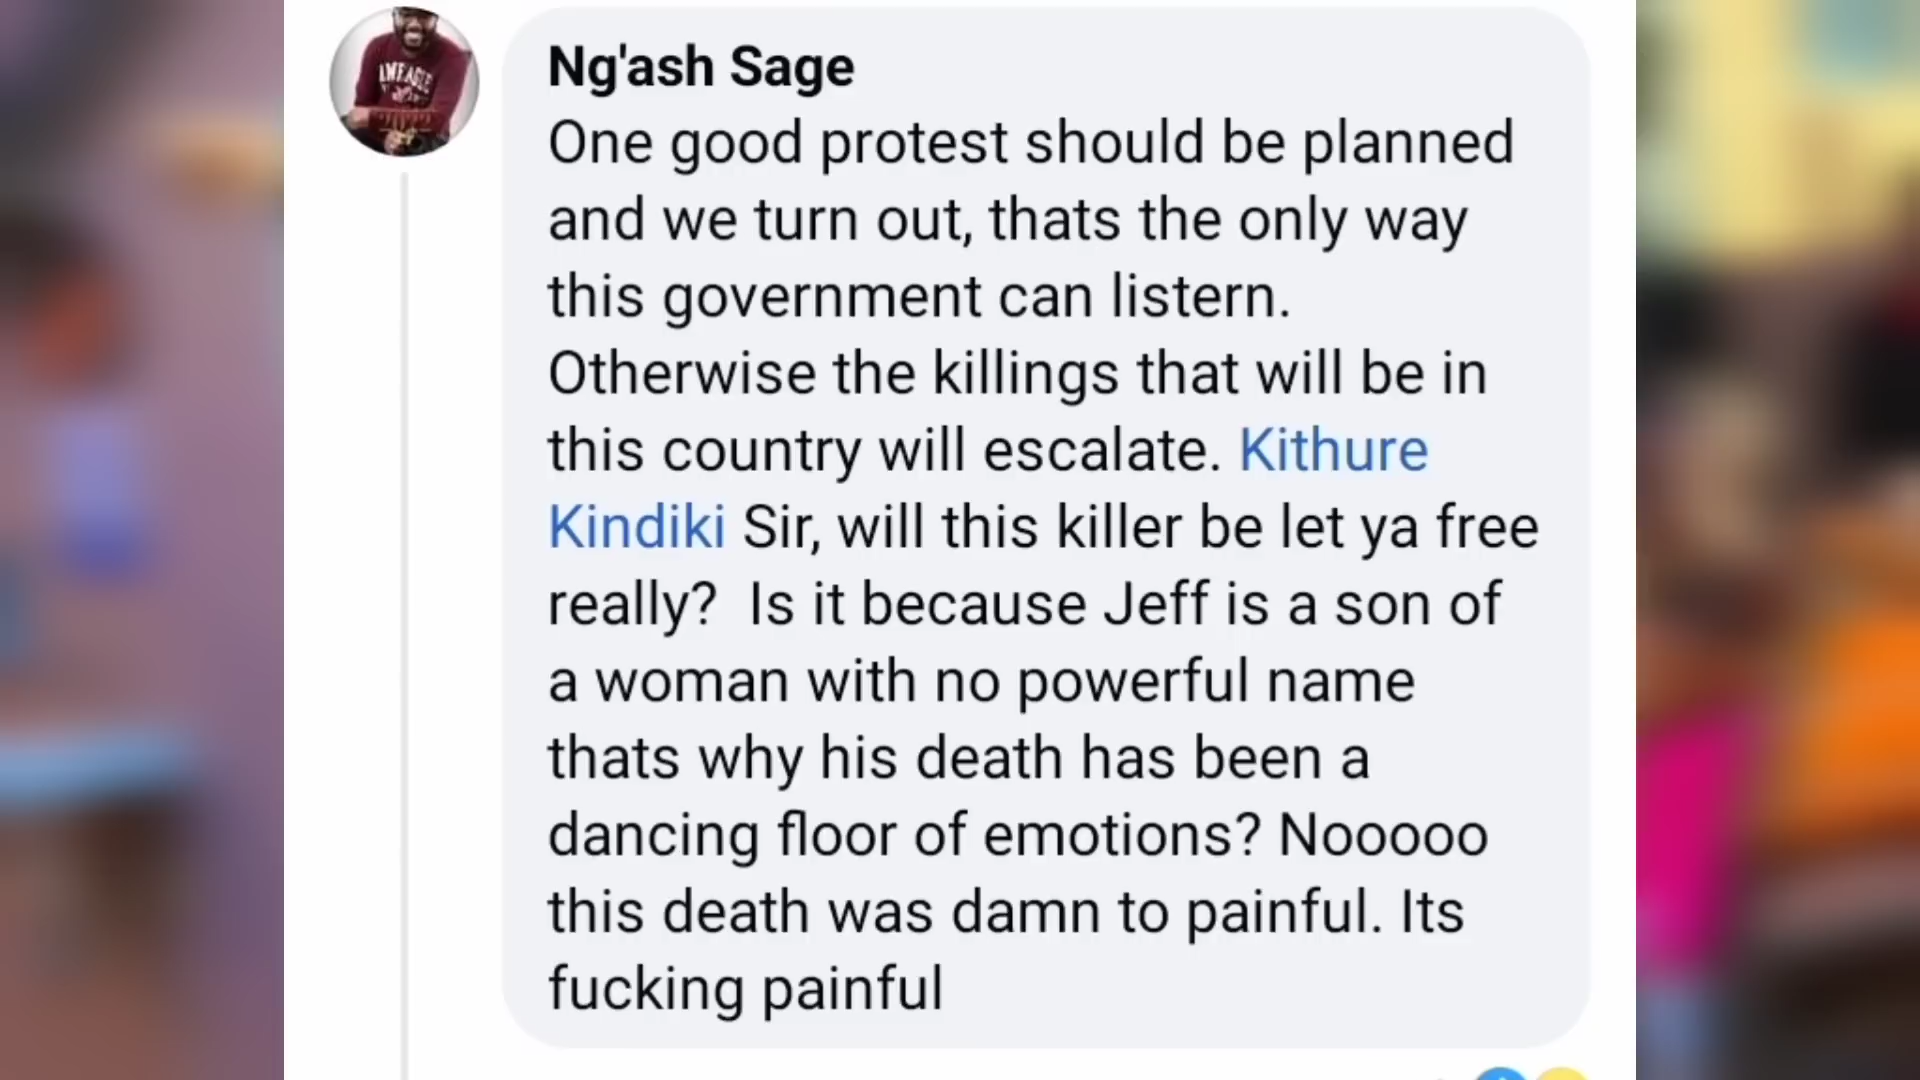 Ng'ash Sage
One good protest should be planned
and we turn out, thats the only way
this government can listern.
Otherwise the killings that will be in
this country will escalate. Kithure
Kindiki Sir, will this killer be let ya free
really?  Is it because Jeff is a son of
a woman with no powerful name
thats why his death has been a
dancing floor of emotions? Nooooo
this death was damn to painful. Its
fucking painful